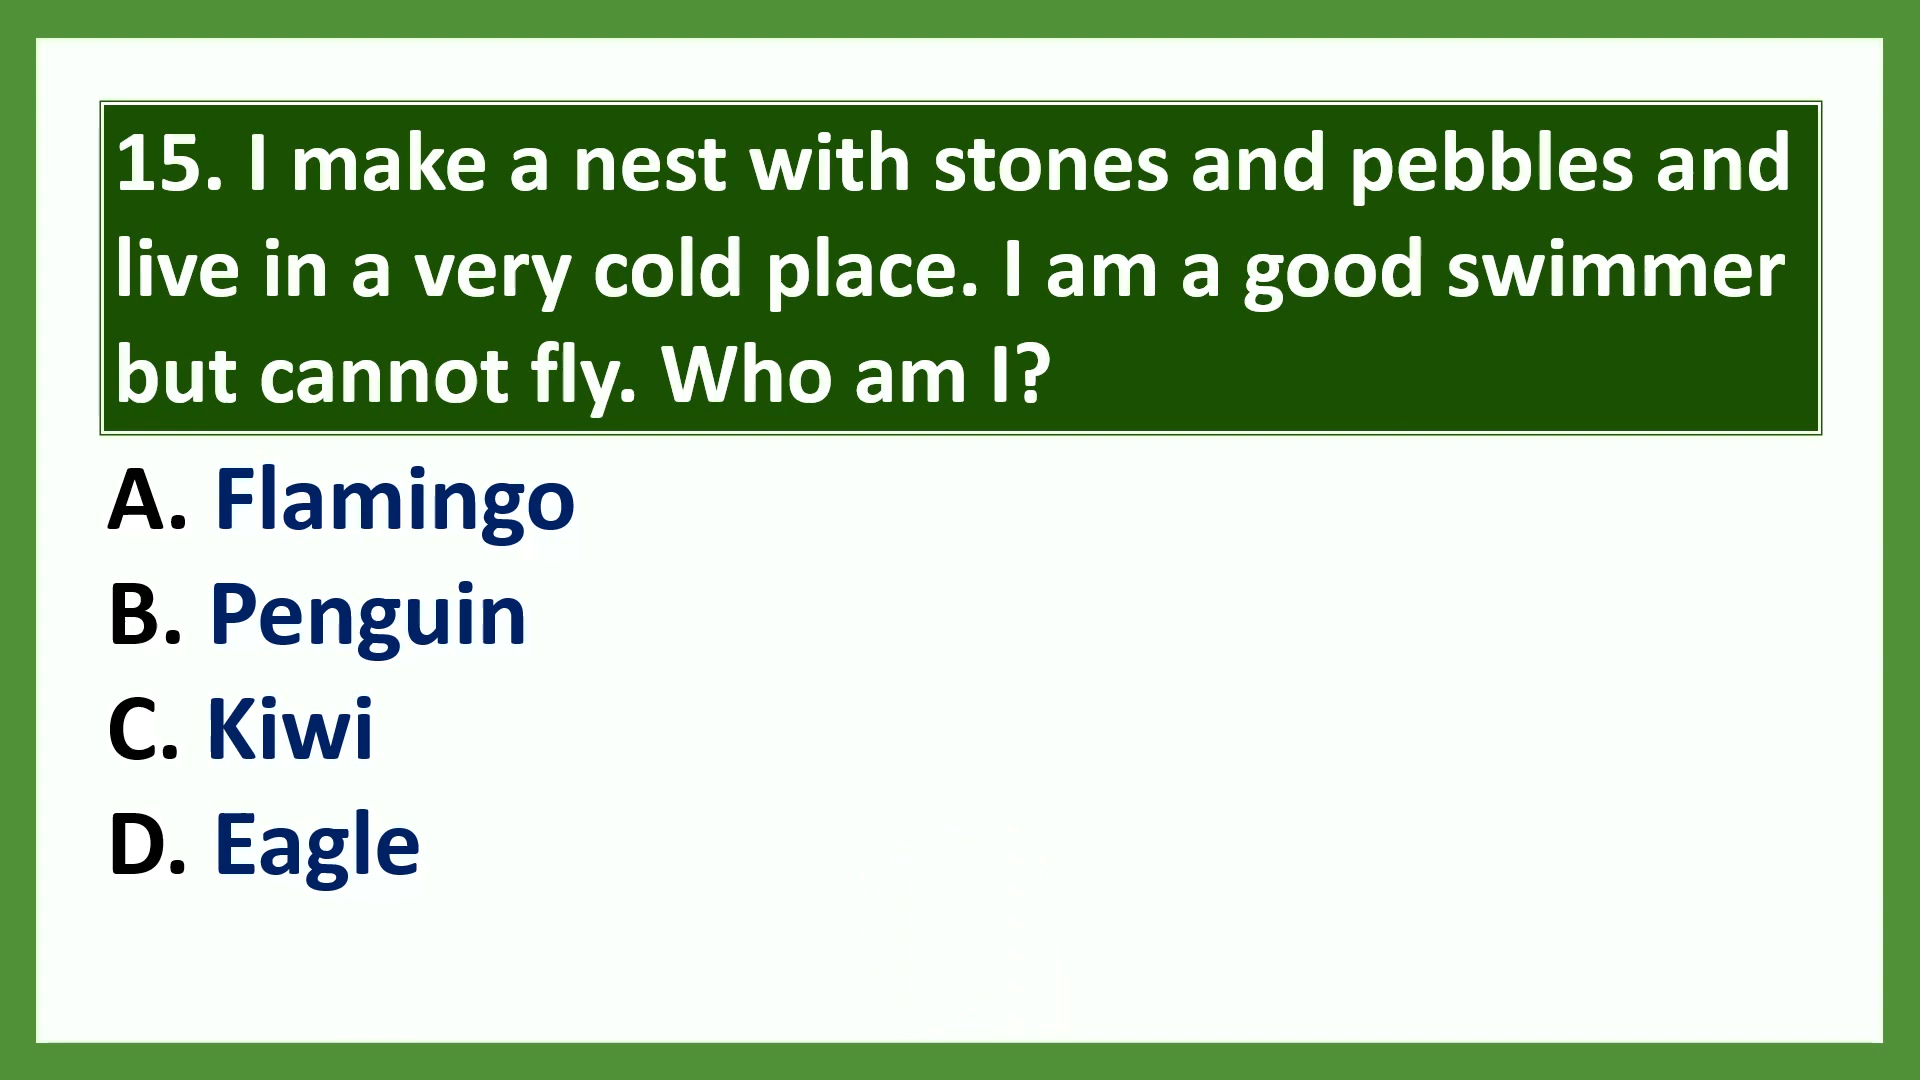 15. I make a nest with stones and pebbles and
live in a very cold place. I am a good swimmer
but cannot fly. Who am I?
A. Flamingo
B. Penguin
C. Kiwi
D. Eagle